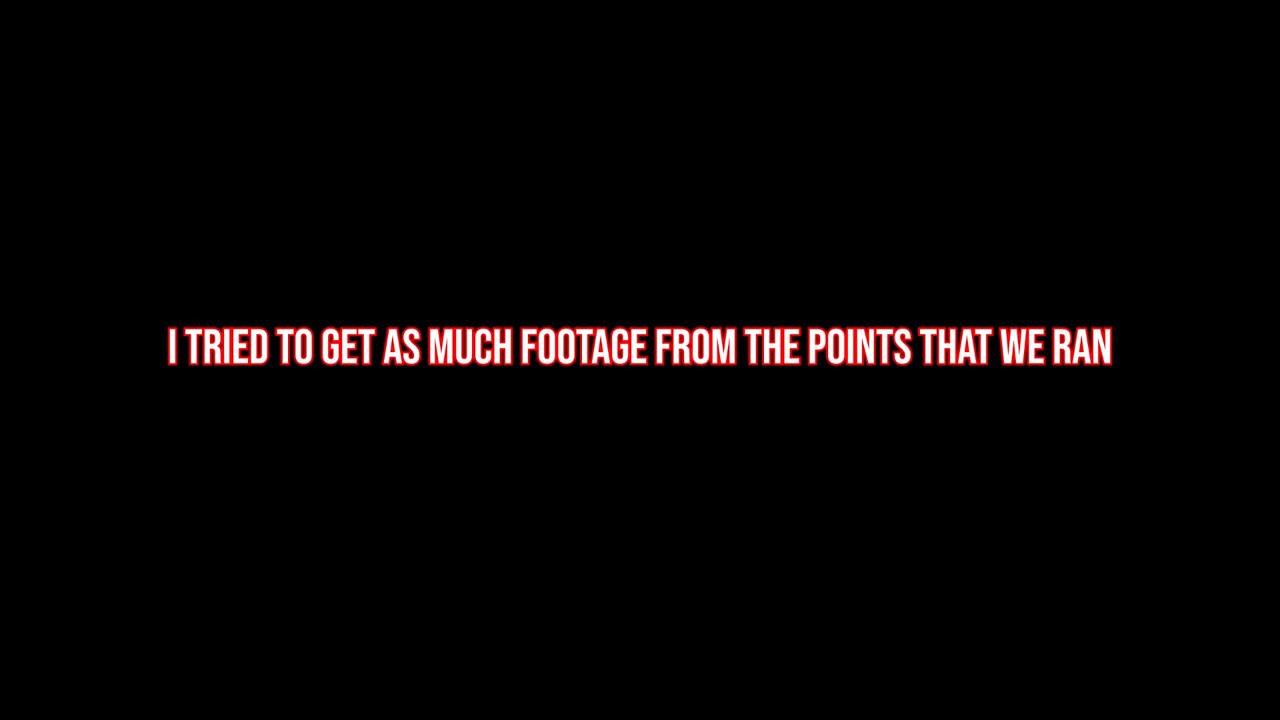 I TRIED TO GET AS MUCH FOOTAGE FROM THE POINTS THAT WE RAN